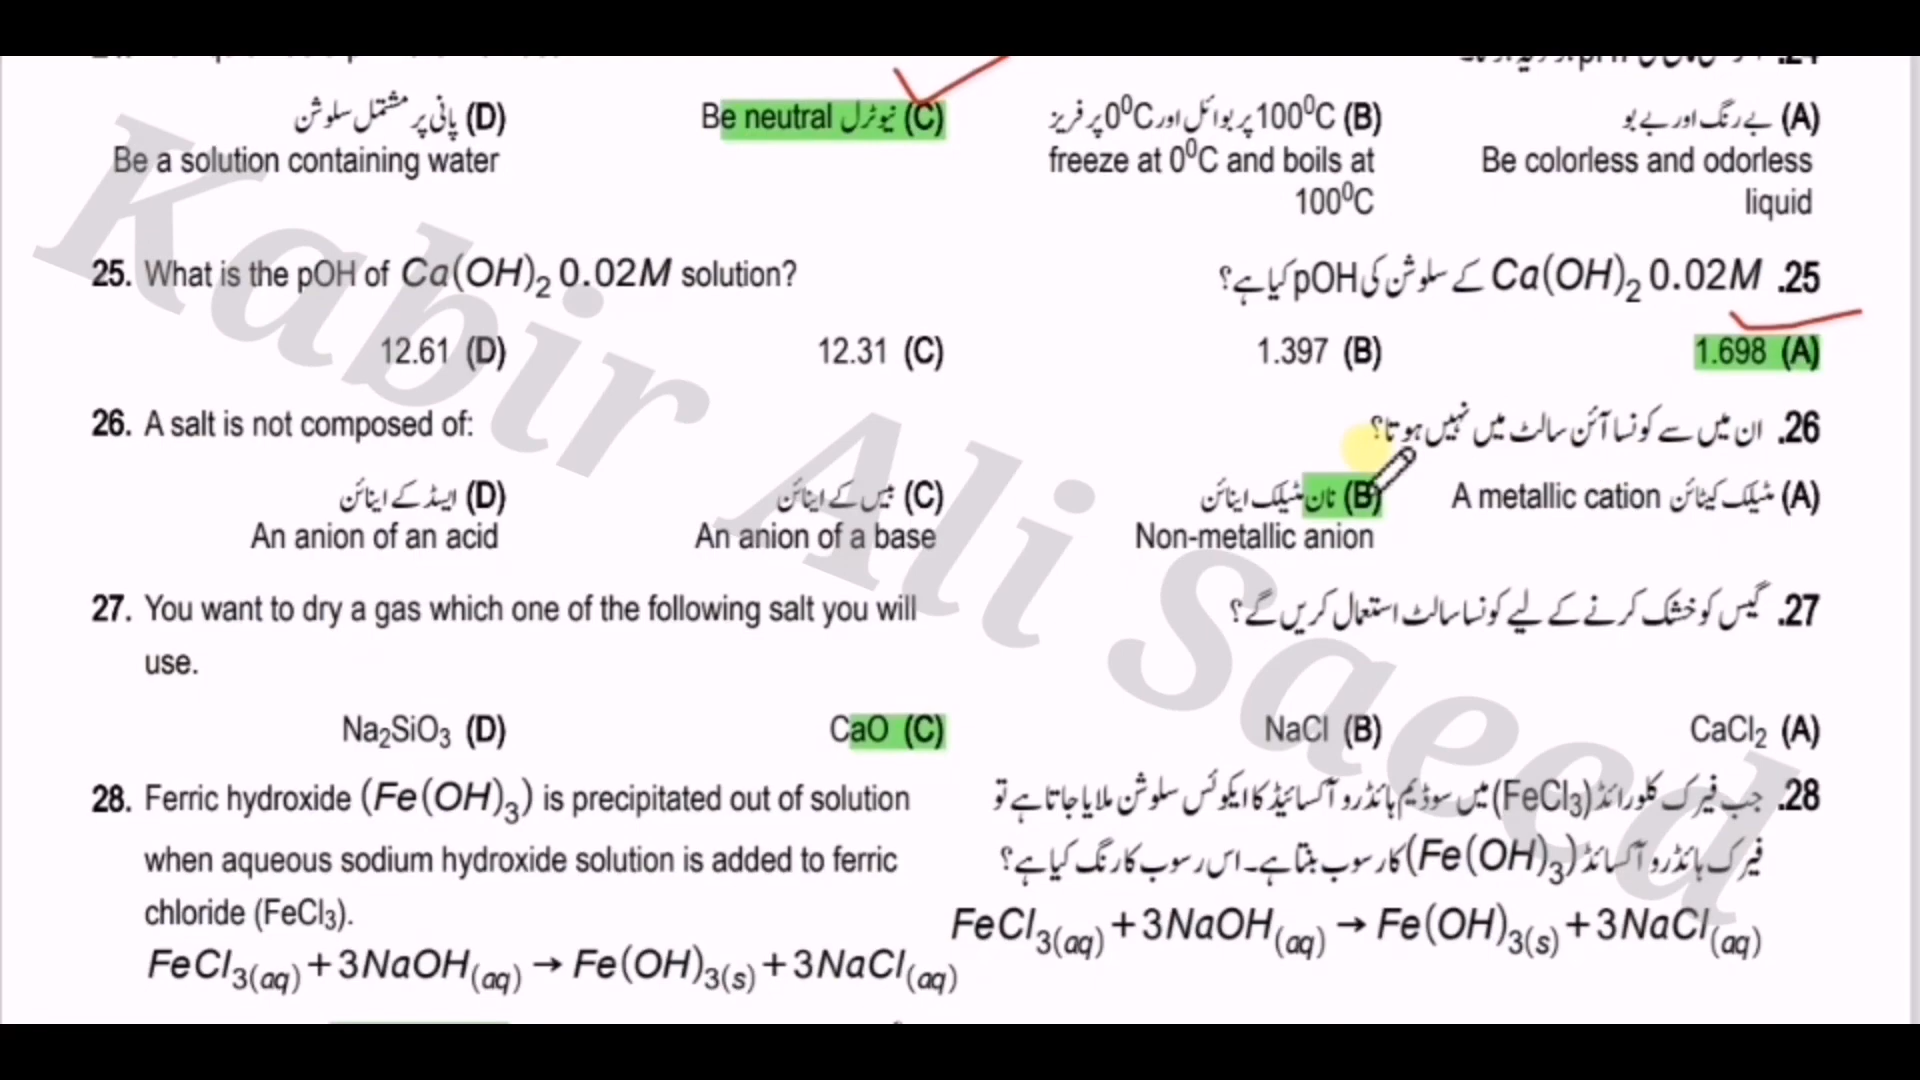 (A) بے رنگ اور بے بو (B) 100⁰C پر بوائل اور 0⁰C پر فریز (C) نیوٹرل Be neutral (D) پانی پر مشتمل سلوشن
Be a solution containing water freeze at 0⁰C and boils at Be colorless and odorless
100⁰C liquid
25. What is the pOH of Ca(OH)₂ 0.02M solution? .25 Ca(OH)₂ 0.02M کے سلوشن کی pOH کیا ہے؟
12.61 (D) 12.31 (C) 1.397 (B) 1.698 (A)
26. A salt is not composed of: .26 ان میں سے کونسا آئن سالٹ میں نہیں ہوتا؟
(A) مٹیلک کیٹائن A metallic cation (B) نان مٹیلک اینائن (C) بیس کے اینائن (D) ایسڈ کے اینائن
An anion of an acid An anion of a base Non-metallic anion
27. You want to dry a gas which one of the following salt you will .27 گیس کو خشک کرنے کے لیے کونسا سالٹ استعمال کریں گے؟
use.
Na₂SiO₃ (D) CaO (C) NaCl (B) CaCl₂ (A)
28. Ferric hydroxide (Fe(OH)₃) is precipitated out of solution .28 جب فیرک کلورائڈ (FeCl₃) میں سوڈیم ہائڈرو آکسائیڈ کا ایکوئس سلوشن ملایا جاتا ہے تو
when aqueous sodium hydroxide solution is added to ferric فیرک ہائڈرو آکسائڈ (Fe(OH)₃) کا رسوب بنتا ہے۔ اس رسوب کا رنگ کیا ہے؟
chloride (FeCl₃). FeCl₃(aq) + 3NaOH(aq) → Fe(OH)₃(s) + 3NaCl(aq)
FeCl₃(aq) + 3NaOH(aq) → Fe(OH)₃(s) + 3NaCl(aq)
Kabir Ali Saeed